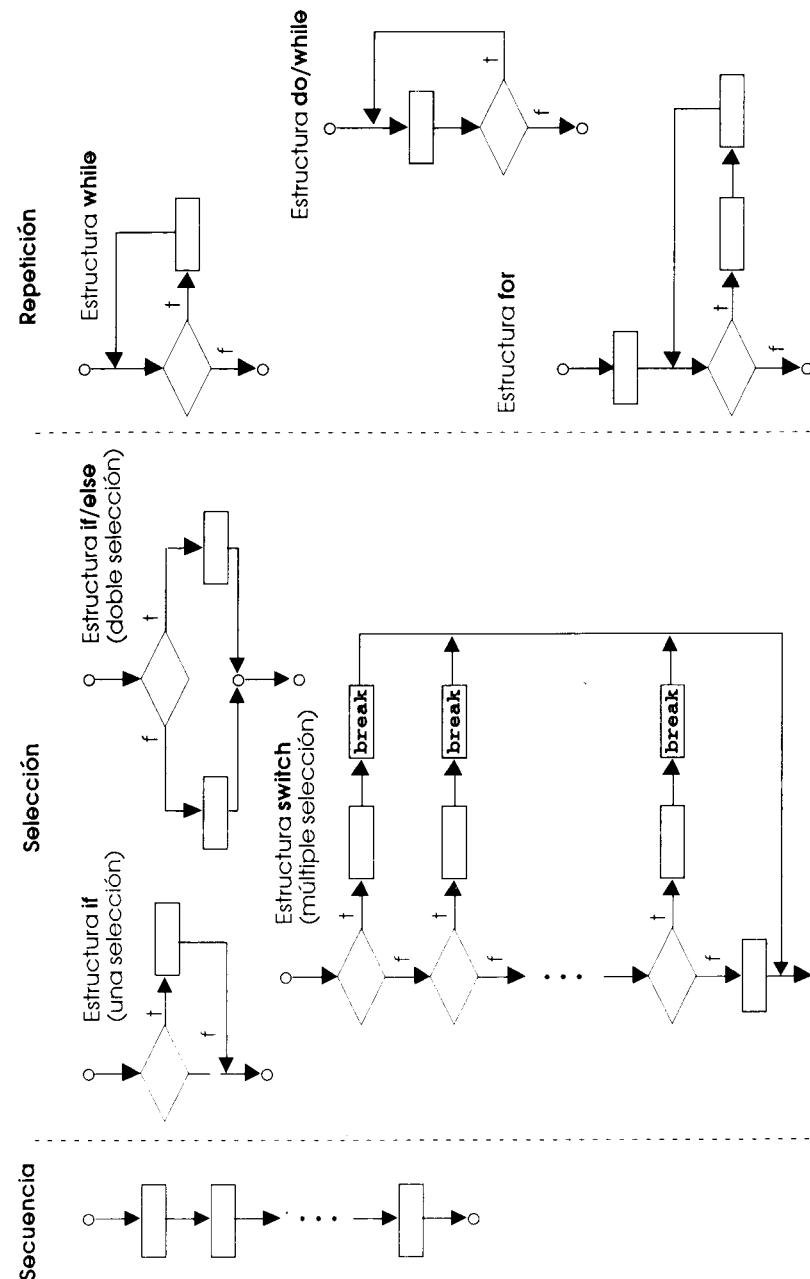 Secuencia
Selección
Estructura if
(una selección)
t
f
Estructura if/else
(doble selección)
f
t
Estructura switch
(múltiple selección)
t
break
f
t
break
f
t
break
f
Repetición
Estructura while
t
f
Estructura do/while
t
f
Estructura for
t
f